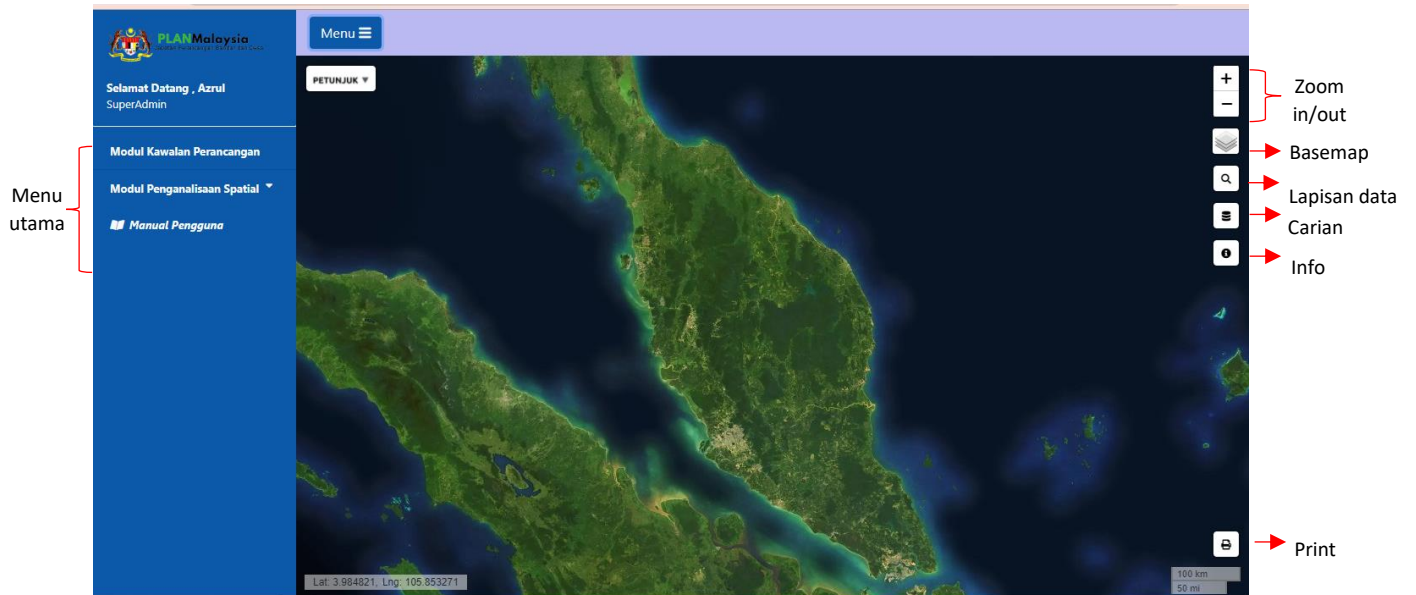 PLANMalaysia
Menu
Selamat Datang , Azrul
SuperAdmin
Modul Kawalan Perancangan
Modul Penganalisaan Spatial
Manual Pengguna
Menu
utama
PETUNJUK
+
−
Zoom
in/out
Basemap
Lapisan data
Carian
Info
Print
Lat: 3.984821, Lng: 105.853271
100 km
50 mi